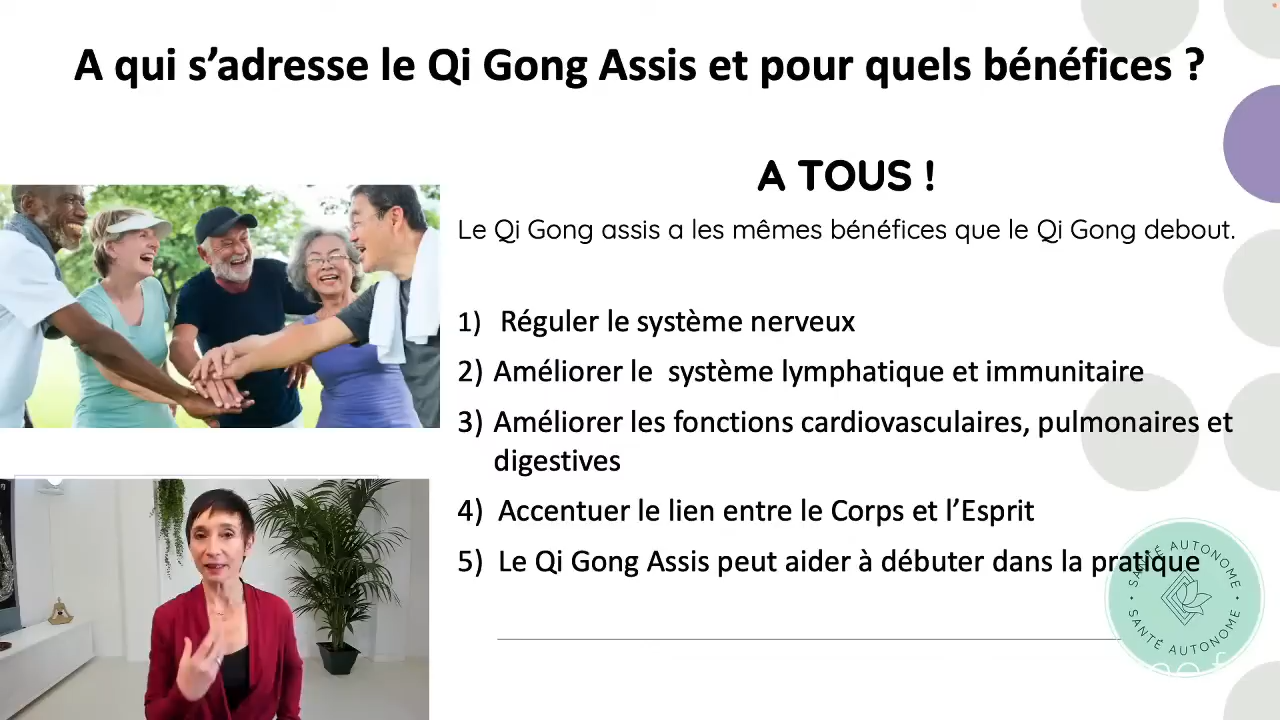 A qui s’adresse le Qi Gong Assis et pour quels bénéfices ?
A TOUS !
Le Qi Gong assis a les mêmes bénéfices que le Qi Gong debout.
1) Réguler le système nerveux
2) Améliorer le système lymphatique et immunitaire
3) Améliorer les fonctions cardiovasculaires, pulmonaires et
digestives
4) Accentuer le lien entre le Corps et l’Esprit
5) Le Qi Gong Assis peut aider à débuter dans la pratique
SANTÉ AUTONOME
SANTÉ AUTONOME